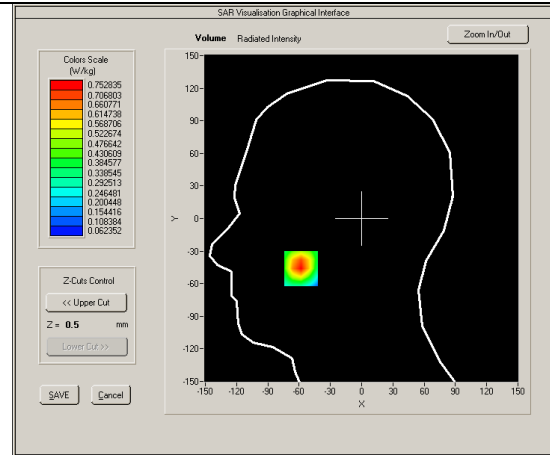 SAR Visualisation Graphical Interface
Volume Radiated Intensity
Zoom In/Out
Colors Scale
(W/kg)
0.752835
0.706803
0.660771
0.614738
0.568706
0.522674
0.476642
0.430609
0.384577
0.338545
0.292513
0.246481
0.200448
0.154416
0.108384
0.062352
Z-Cuts Control
<< Upper Cut
Z = 0.5 mm
Lower Cut >>
SAVE
Cancel
150
120
90
60
30
0
-30
-60
-90
-120
-150
Y
-150 -120 -90 -60 -30 0 30 60 90 120 150
X